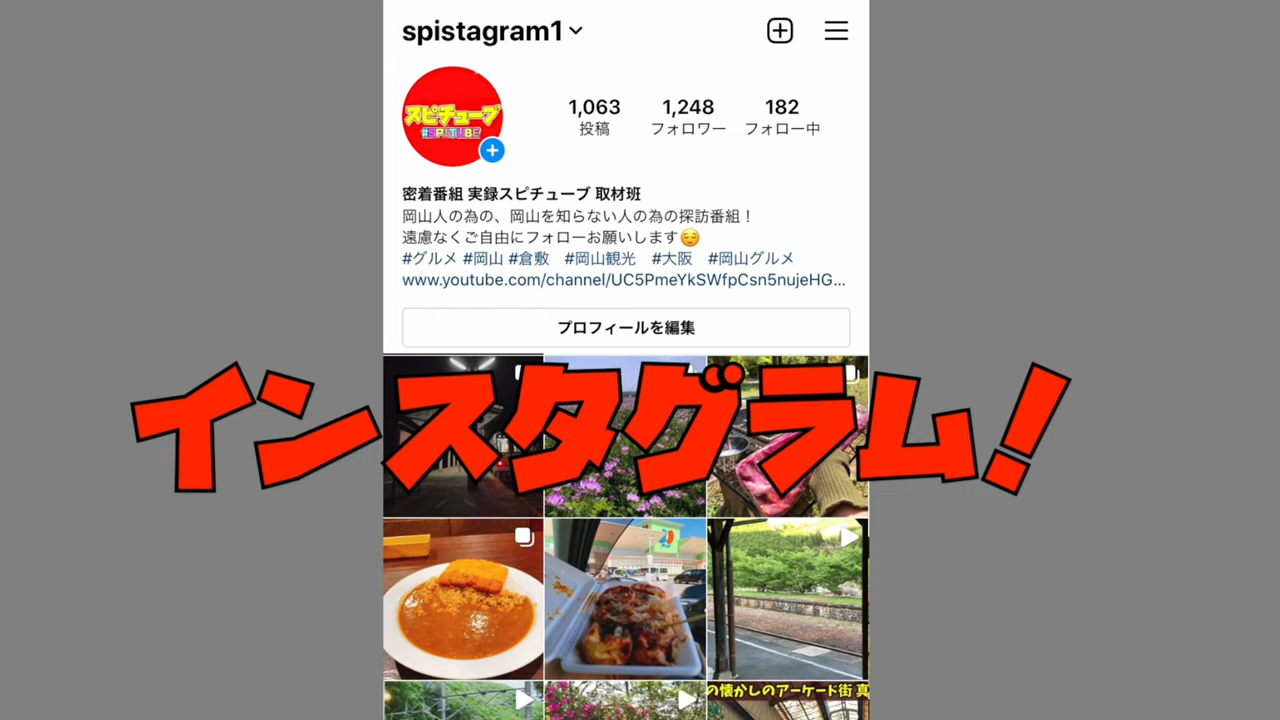 spistagram1
スピチューブ
#SPITUBE
1,063
1,248
182
投稿
フォロワー
フォロー中
密着番組 実録スピチューブ 取材班
岡山人の為の、岡山を知らない人の為の探訪番組！
遠慮なくご自由にフォローお願いします😌
#グルメ #岡山 #倉敷 #岡山観光 #大阪 #岡山グルメ
www.youtube.com/channel/UC5PmeYkSWfpCsn5nujeHG...
プロフィールを編集
インスタグラム!
の懐かしのアーケード街 真